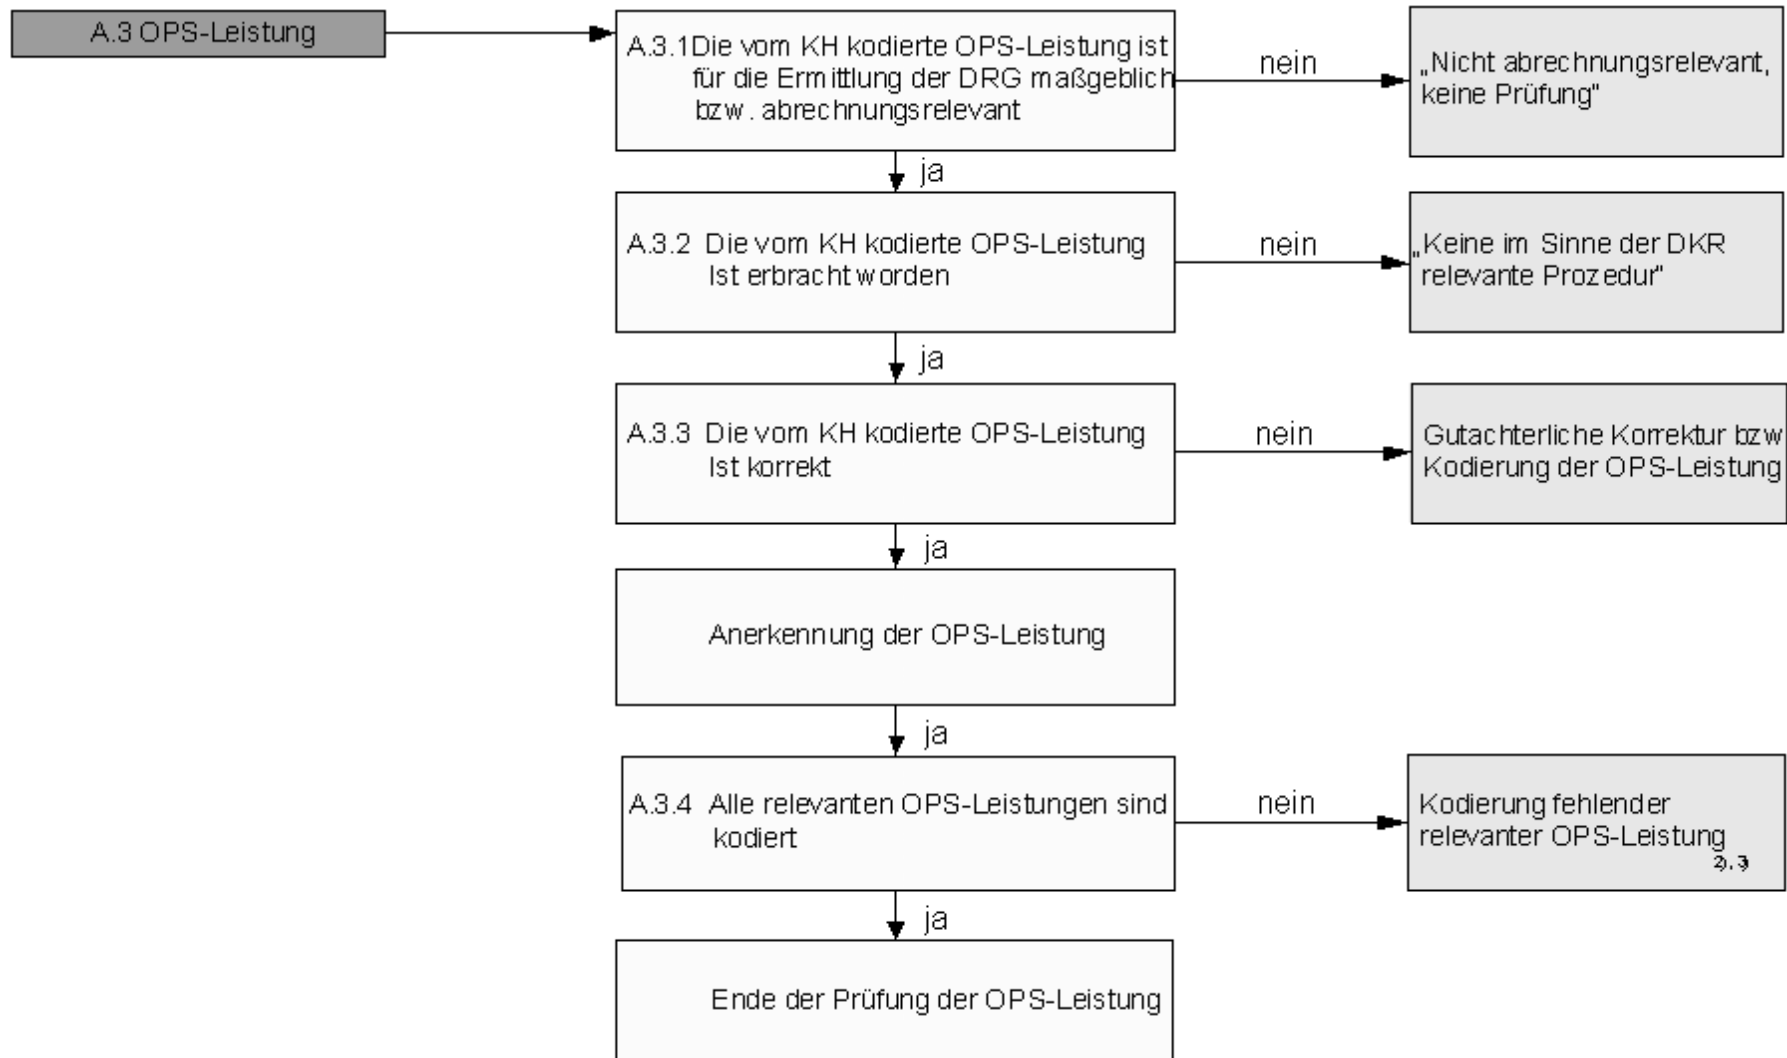 A.3 OPS-Leistung
A.3.1 Die vom KH kodierte OPS-Leistung ist
für die Ermittlung der DRG maßgeblich
bzw. abrechnungsrelevant
nein
„Nicht abrechnungsrelevant,
keine Prüfung"
ja
A.3.2 Die vom KH kodierte OPS-Leistung
Ist erbracht worden
nein
„Keine im Sinne der DKR
relevante Prozedur"
ja
A.3.3 Die vom KH kodierte OPS-Leistung
Ist korrekt
nein
Gutachterliche Korrektur bzw
Kodierung der OPS-Leistung
ja
Anerkennung der OPS-Leistung
ja
A.3.4 Alle relevanten OPS-Leistungen sind
kodiert
nein
Kodierung fehlender
relevanter OPS-Leistung
2), 3)
ja
Ende der Prüfung der OPS-Leistung